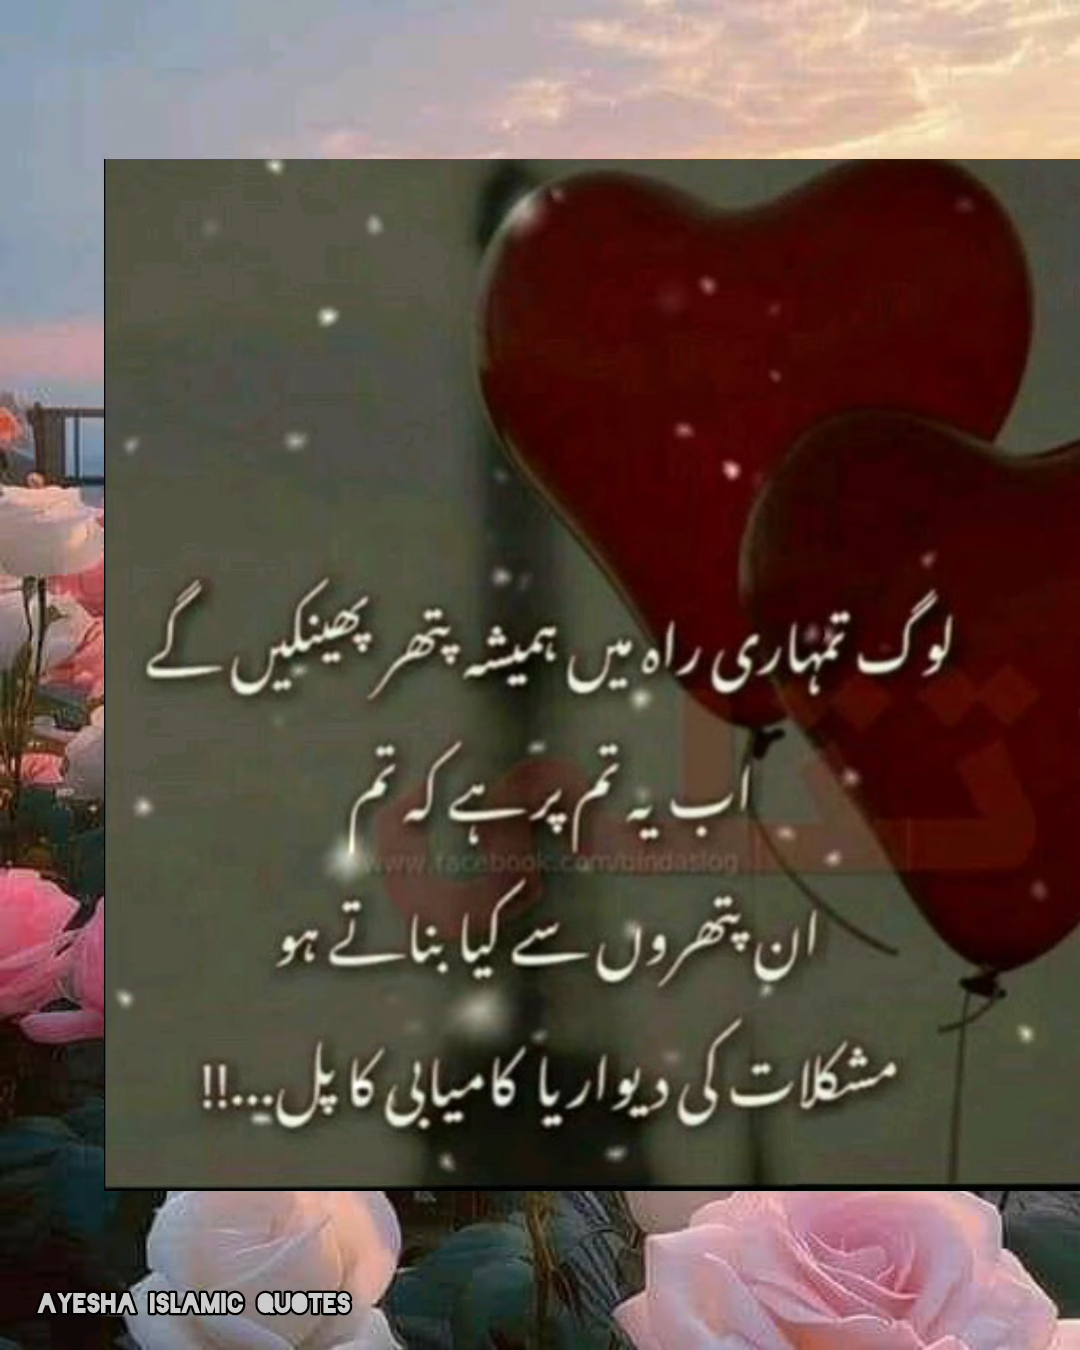 لوگ تمہاری راہ میں ہمیشہ پتھر پھینکیں گے
اب یہ تم پر ہے کہ تم
www.facebook.com/bindaslog
ان پتھروں سے کیا بناتے ہو
مشکلات کی دیوار یا کامیابی کا پل...!!
AYESHA ISLAMIC QUOTES